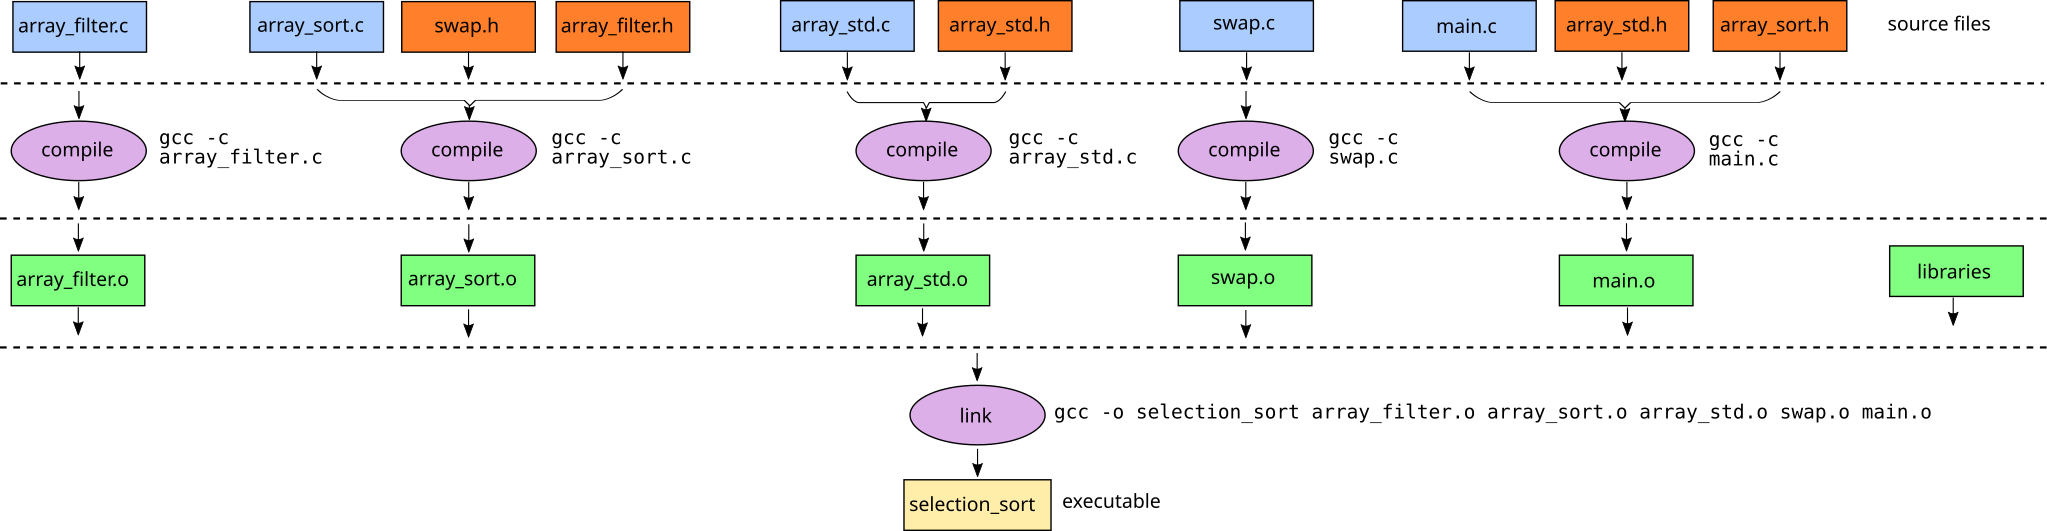 array_filter.c
array_sort.c
swap.h
array_filter.h
array_std.c
array_std.h
swap.c
main.c
array_std.h
array_sort.h
source files
compile
gcc -c
array_filter.c
compile
gcc -c
array_sort.c
compile
gcc -c
array_std.c
compile
gcc -c
swap.c
compile
gcc -c
main.c
array_filter.o
array_sort.o
array_std.o
swap.o
main.o
libraries
link
gcc -o selection_sort array_filter.o array_sort.o array_std.o swap.o main.o
selection_sort
executable